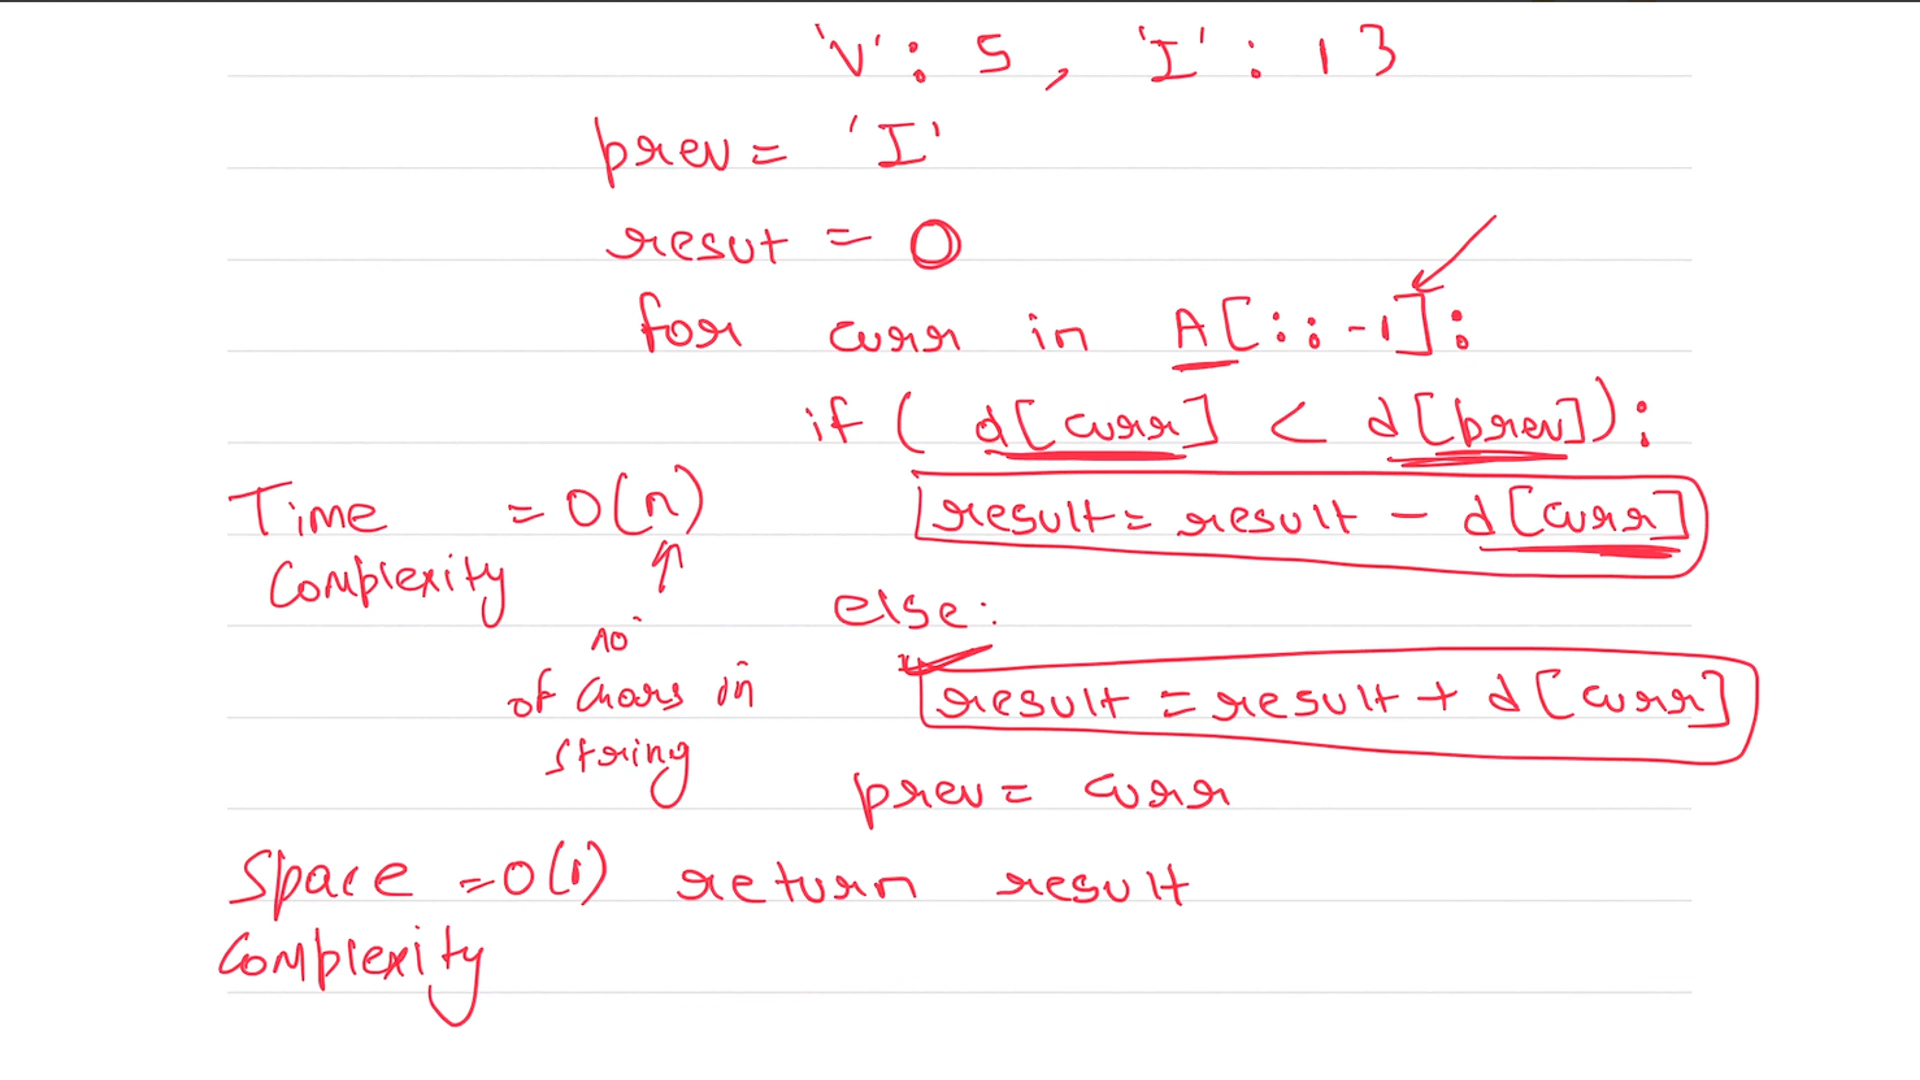 'V': 5, 'I': 1}
prev = 'I'
resut = 0
for curr in A[::-1]:
if (d[curr] < d[prev]):
result = result - d[curr]
else:
result = result + d[curr]
prev = curr
return result
Time = O(n)
Complexity
no
of chars in
string
Space = O(1)
Complexity